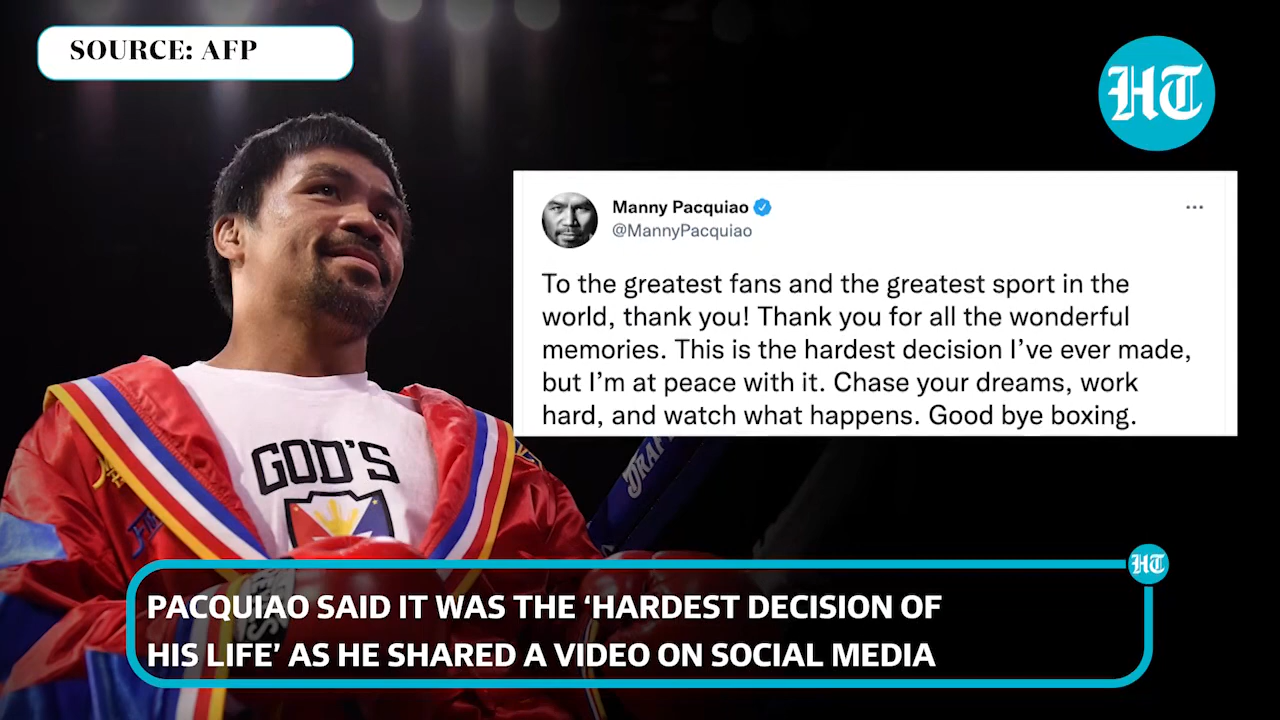 SOURCE: AFP
HT
Manny Pacquiao
@MannyPacquiao
To the greatest fans and the greatest sport in the
world, thank you! Thank you for all the wonderful
memories. This is the hardest decision I’ve ever made,
but I’m at peace with it. Chase your dreams, work
hard, and watch what happens. Good bye boxing.
GOD'S
DRAF
HT
PACQUIAO SAID IT WAS THE ‘HARDEST DECISION OF
HIS LIFE’ AS HE SHARED A VIDEO ON SOCIAL MEDIA